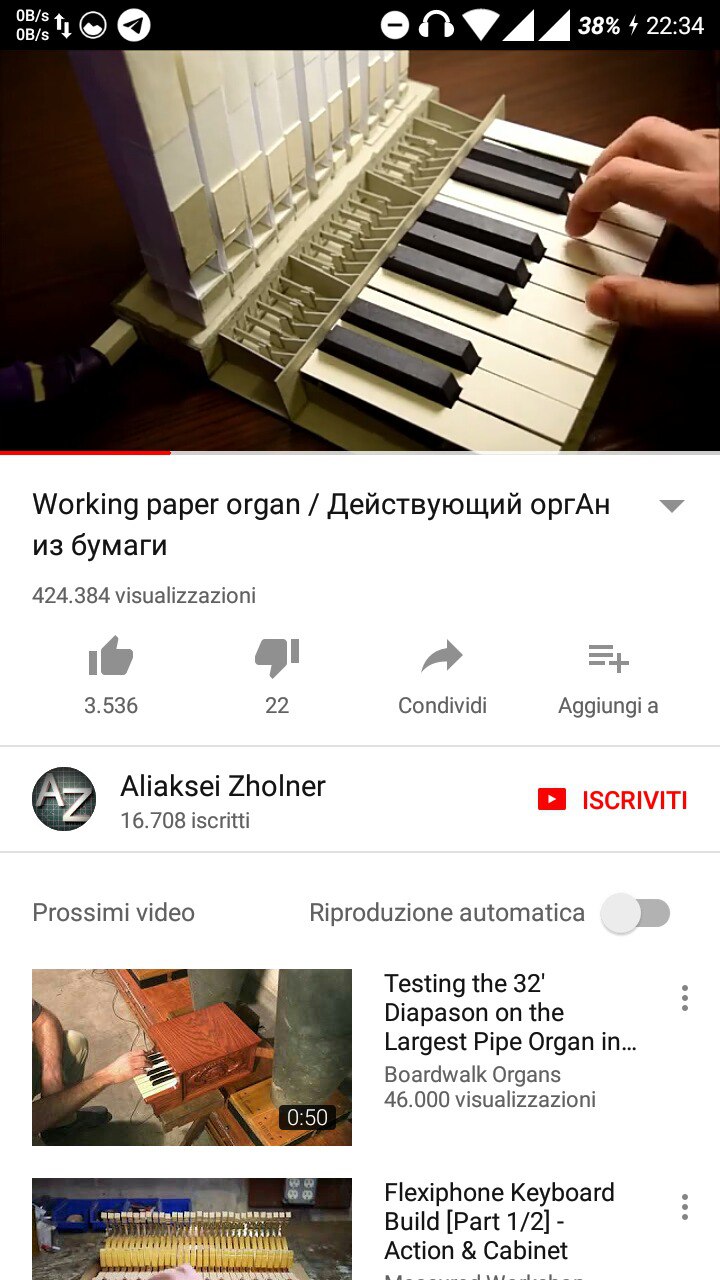 0B/s
0B/s
38% 22:34
Working paper organ / Действующий оргАн
из бумаги
424.384 visualizzazioni
3.536
22
Condividi
Aggiungi a
AZ
Aliaksei Zholner
16.708 iscritti
ISCRIVITI
Prossimi video
Riproduzione automatica
0:50
Testing the 32'
Diapason on the
Largest Pipe Organ in...
Boardwalk Organs
46.000 visualizzazioni
Flexiphone Keyboard
Build [Part 1/2] -
Action & Cabinet